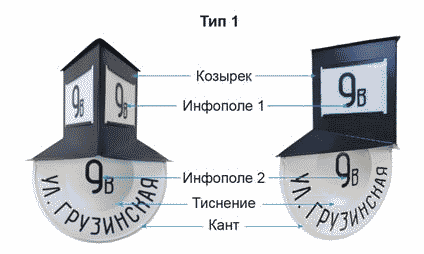 Тип 1
Козырек
Инфополе 1
Инфополе 2
Тиснение
Кант
9в
9в
9в
УЛ. ГРУЗИНСКАЯ
9в
9в
УЛ. ГРУЗИНСКАЯ